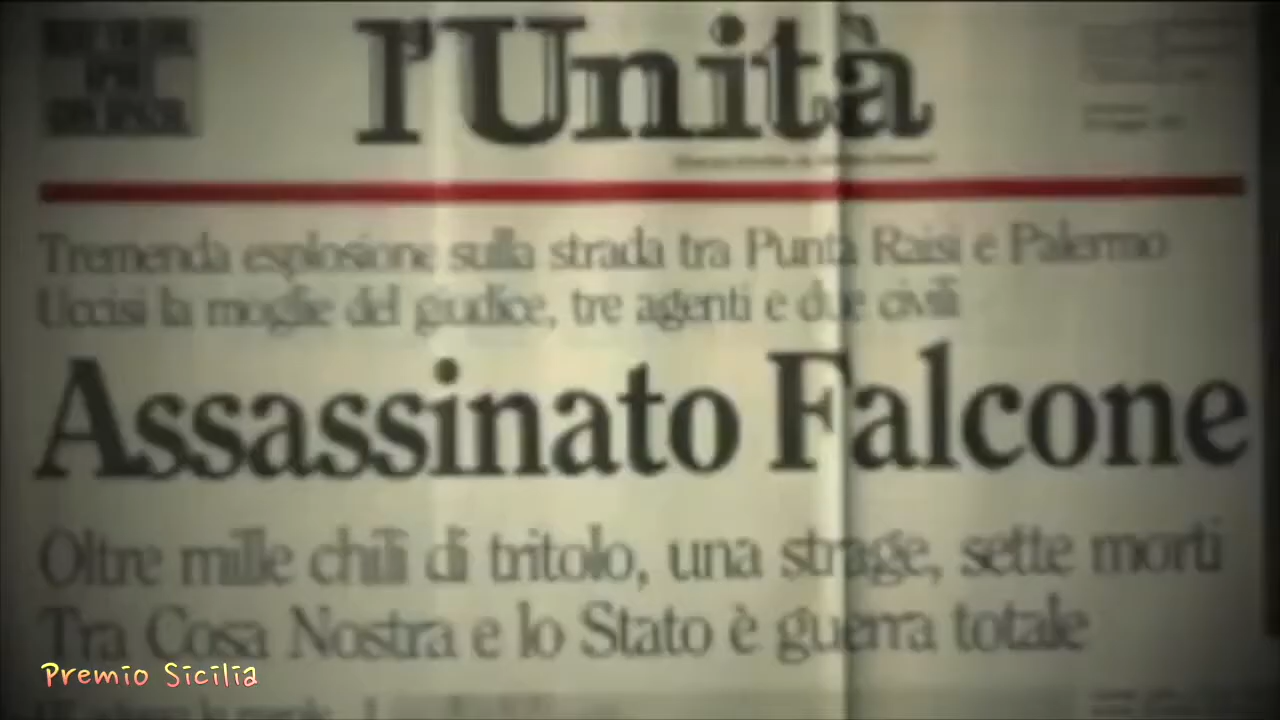 l'Unità
Tremenda esplosione sulla strada tra Punta Raisi e Palermo
Uccisi la moglie del giudice, tre agenti e due civili
Assassinato Falcone
Oltre mille chili di tritolo, una strage, sette morti
Tra Cosa Nostra e lo Stato è guerra totale
Premio Sicilia